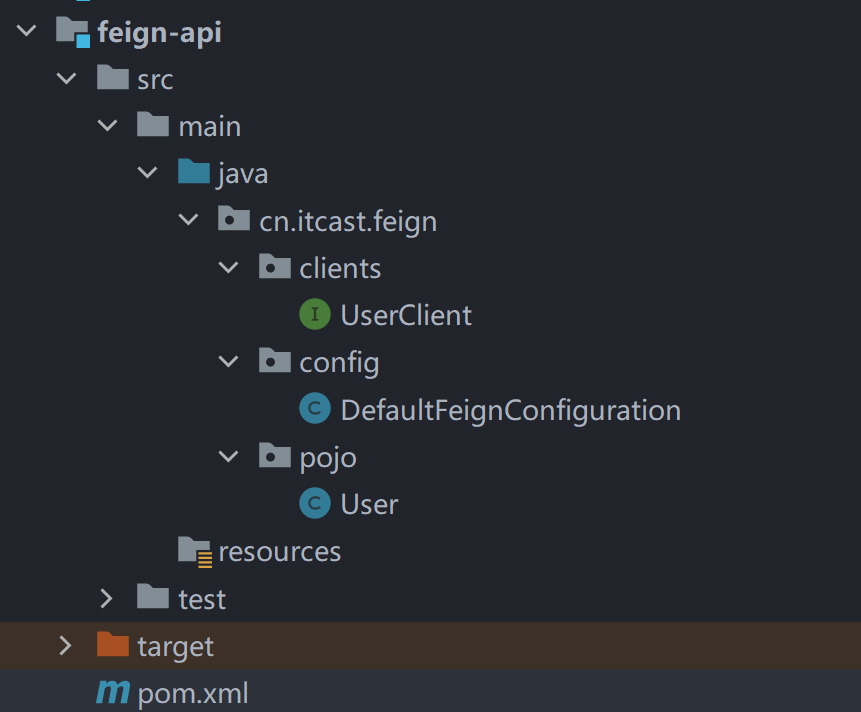 feign-api
src
main
java
cn.itcast.feign
clients
I UserClient
config
C DefaultFeignConfiguration
pojo
C User
resources
test
target
m pom.xml